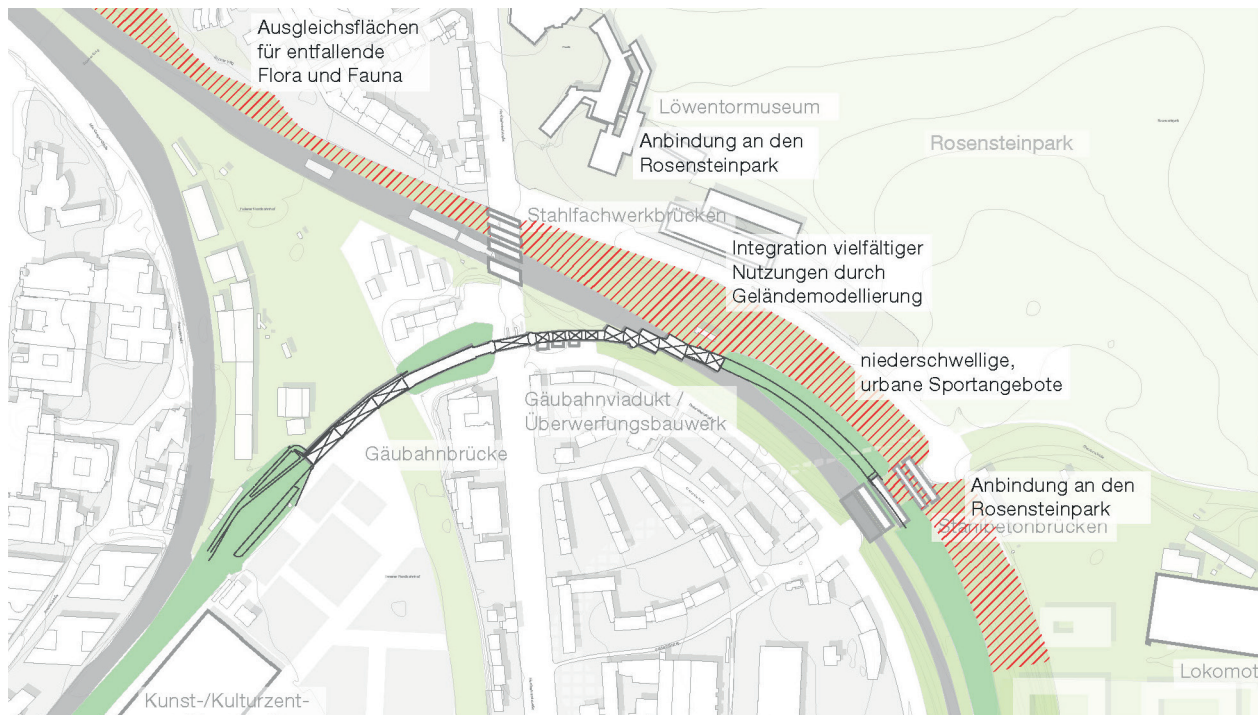 Ausgleichsflächen
für entfallende
Flora und Fauna
Löwentormuseum
Anbindung an den
Rosensteinpark
Rosensteinpark
Stahlfachwerkbrücken
Integration vielfältiger
Nutzungen durch
Geländemodellierung
niederschwellige,
urbane Sportangebote
Gäubahnviadukt /
Überwerfungsbauwerk
Gäubahnbrücke
Anbindung an den
Rosensteinpark
Stahlbetonbrücken
Lokomot
Kunst-/Kulturzent-